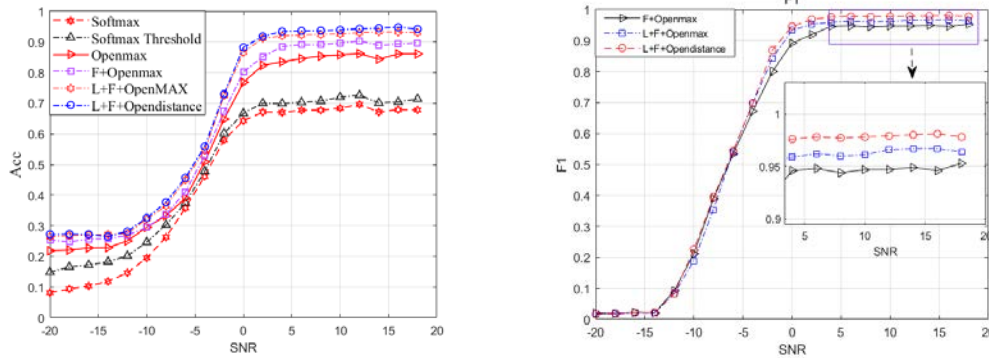 Softmax
Softmax Threshold
Openmax
F+Openmax
L+F+OpenMAX
L+F+Opendistance
Acc
1
0.9
0.8
0.7
0.6
0.5
0.4
0.3
0.2
0.1
0
-20 -15 -10 -5 0 5 10 15 20
SNR
F+Openmax
L+F+Openmax
L+F+Opendistance
F1
1
0.9
0.8
0.7
0.6
0.5
0.4
0.3
0.2
0.1
0
-20 -15 -10 -5 0 5 10 15 20
SNR
1
0.95
0.9
5 10 15 20
SNR